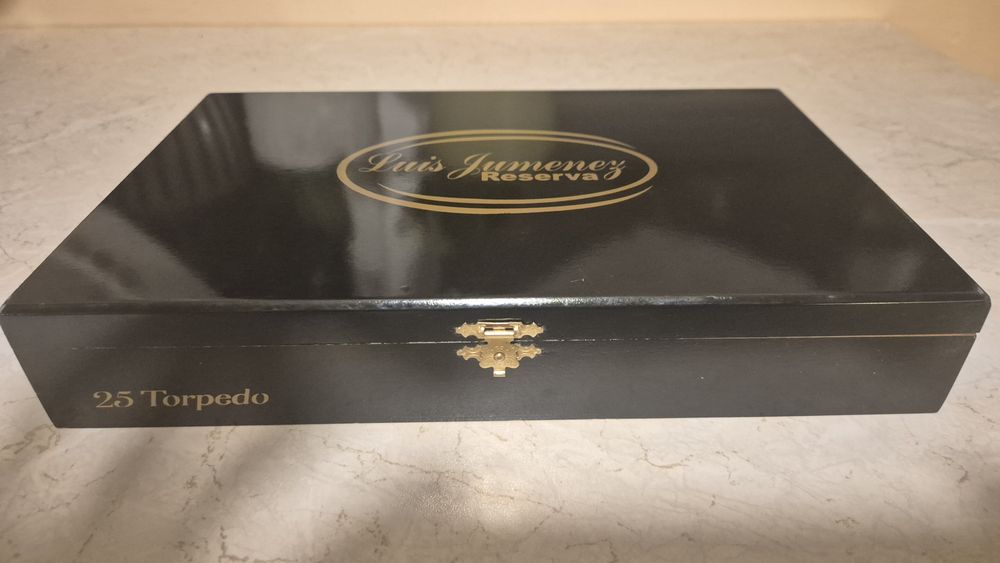 Luis Jumenez
Reserva
25 Torpedo